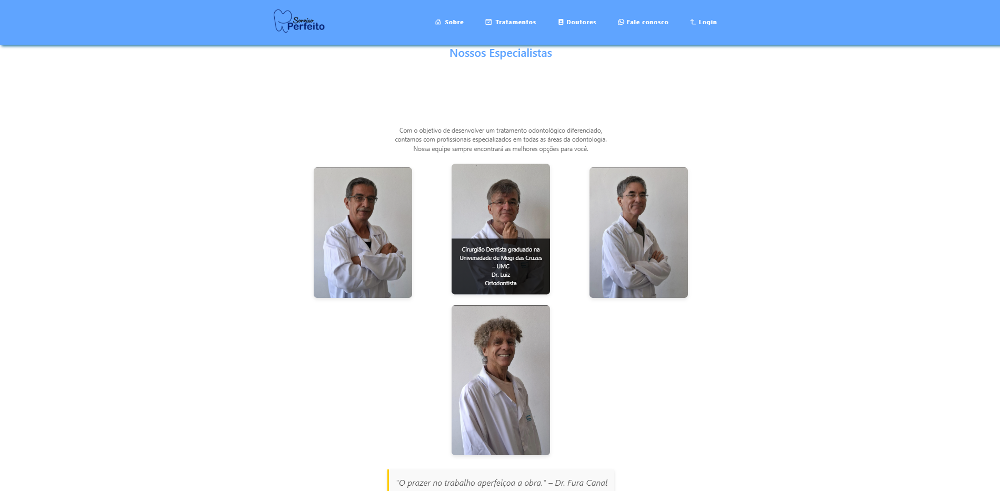 Sorriso
Perfeito
Sobre
Tratamentos
Doutores
Fale conosco
Login
Nossos Especialistas
Com o objetivo de desenvolver um tratamento odontológico diferenciado,
contamos com profissionais especializados em todas as áreas da odontologia.
Nossa equipe sempre encontrará as melhores opções para você.
Cirurgião Dentista graduado na
Universidade de Mogi das Cruzes
– UMC
Dr. Luiz
Ortodontista
"O prazer no trabalho aperfeiçoa a obra." – Dr. Fura Canal